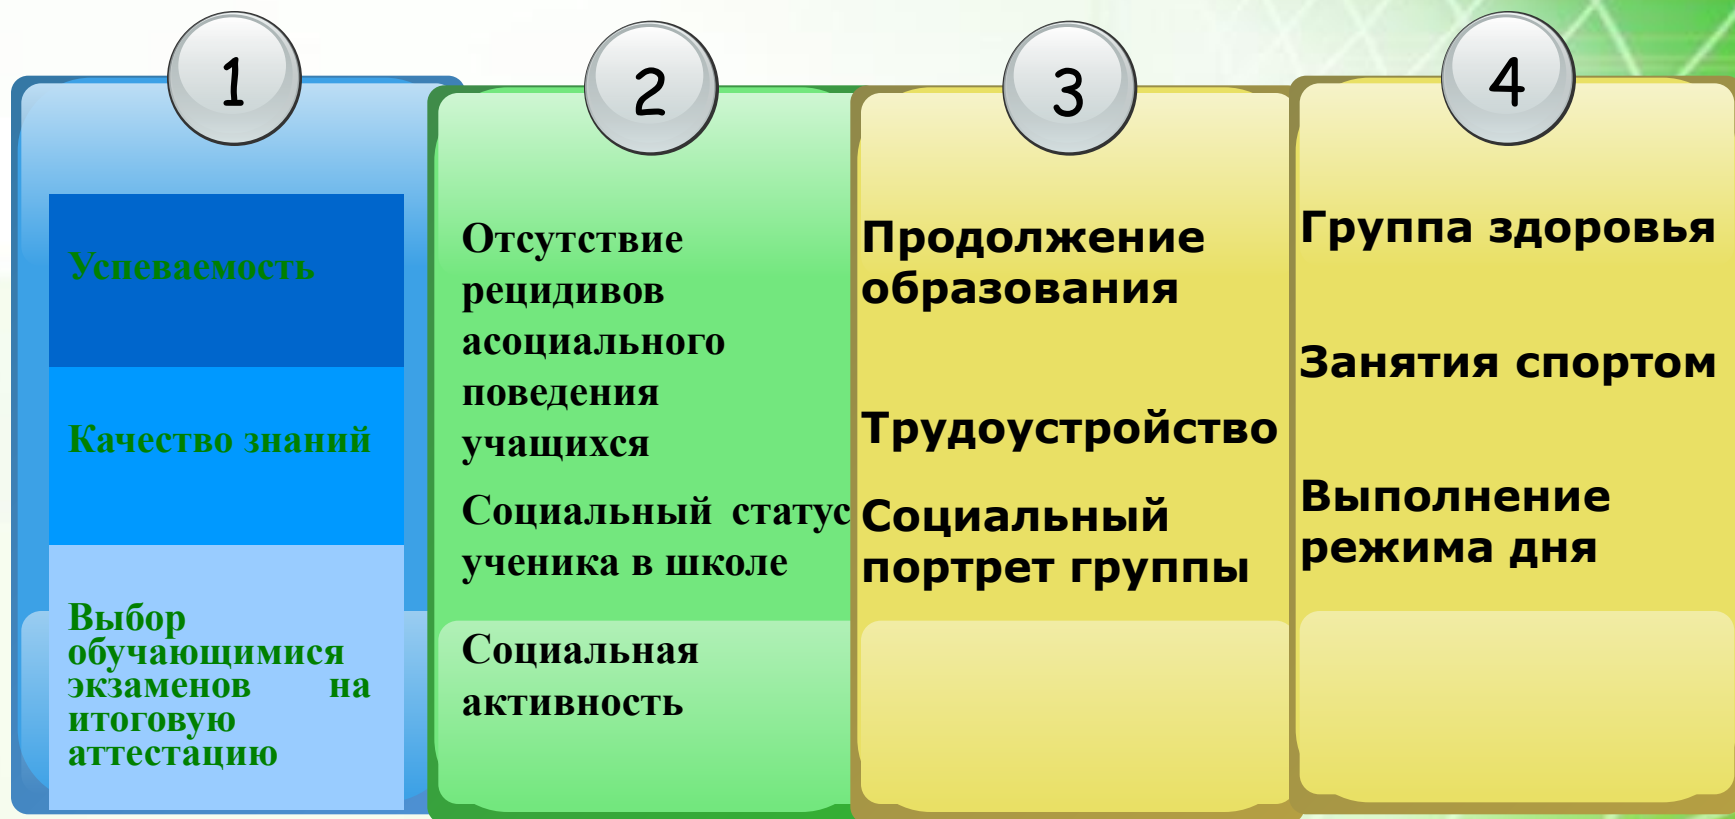 1
Успеваемость
Качество знаний
Выбор
обучающимися
экзаменов на
итоговую
аттестацию
2
Отсутствие
рецидивов
асоциального
поведения
учащихся
Социальный статус
ученика в школе
Социальная
активность
3
Продолжение
образования
Трудоустройство
Социальный
портрет группы
4
Группа здоровья
Занятия спортом
Выполнение
режима дня